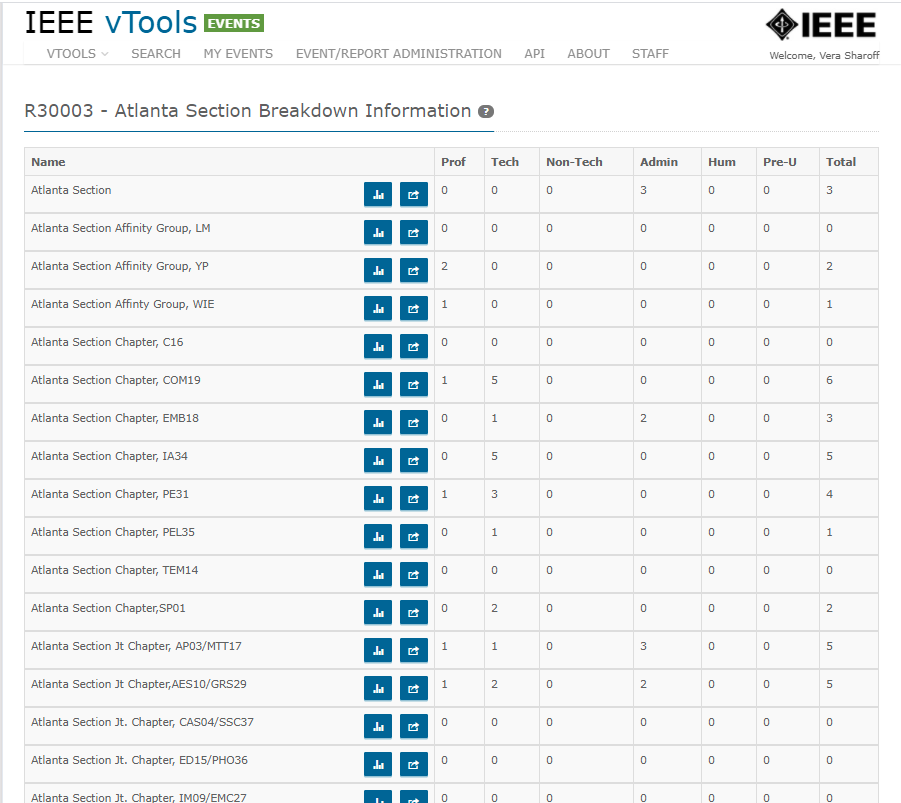 IEEE vTools EVENTS
IEEE
VTOOLS SEARCH MY EVENTS EVENT/REPORT ADMINISTRATION API ABOUT STAFF
Welcome, Vera Sharoff
R30003 - Atlanta Section Breakdown Information ?
Name Prof Tech Non-Tech Admin Hum Pre-U Total
Atlanta Section 0 0 0 3 0 0 3
Atlanta Section Affinity Group, LM 0 0 0 0 0 0 0
Atlanta Section Affinity Group, YP 2 0 0 0 0 0 2
Atlanta Section Affinty Group, WIE 1 0 0 0 0 0 1
Atlanta Section Chapter, C16 0 0 0 0 0 0 0
Atlanta Section Chapter, COM19 1 5 0 0 0 0 6
Atlanta Section Chapter, EMB18 0 1 0 2 0 0 3
Atlanta Section Chapter, IA34 0 5 0 0 0 0 5
Atlanta Section Chapter, PE31 1 3 0 0 0 0 4
Atlanta Section Chapter, PEL35 0 1 0 0 0 0 1
Atlanta Section Chapter, TEM14 0 0 0 0 0 0 0
Atlanta Section Chapter,SP01 0 2 0 0 0 0 2
Atlanta Section Jt Chapter, AP03/MTT17 1 1 0 3 0 0 5
Atlanta Section Jt Chapter,AES10/GRS29 1 2 0 2 0 0 5
Atlanta Section Jt. Chapter, CAS04/SSC37 0 0 0 0 0 0 0
Atlanta Section Jt. Chapter, ED15/PHO36 0 0 0 0 0 0 0
Atlanta Section Jt. Chapter, IM09/EMC27 0 0 0 0 0 0 0